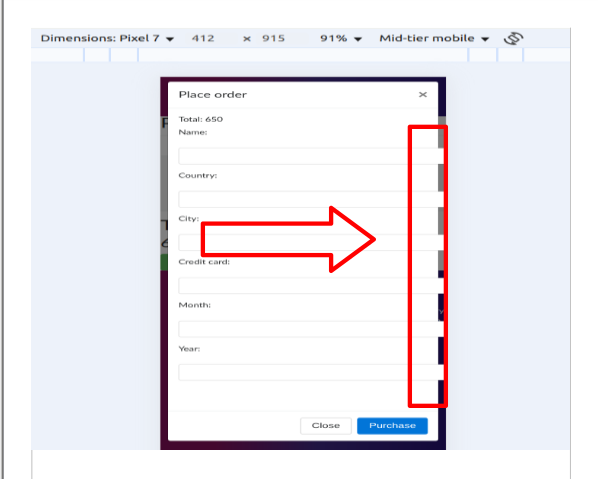 Dimensions: Pixel 7 ▼ 412 × 915 91% ▼ Mid-tier mobile ▼
Place order ×
Total: 650
Name:
Country:
City:
Credit card:
Month:
Year:
Close Purchase